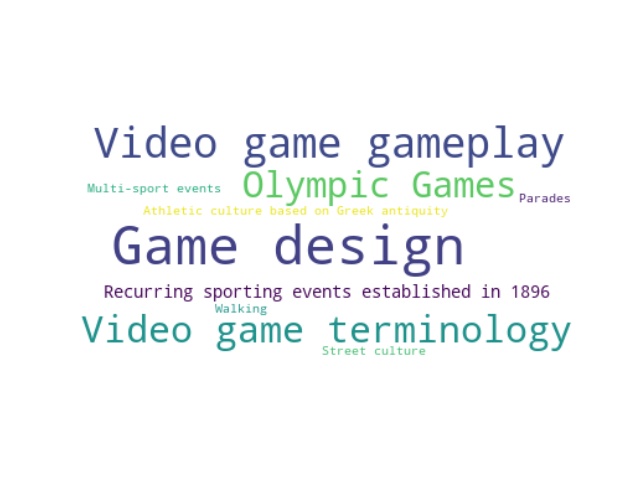 Video game gameplay
Multi-sport events
Olympic Games
Parades
Athletic culture based on Greek antiquity
Game design
Recurring sporting events established in 1896
Walking
Video game terminology
Street culture